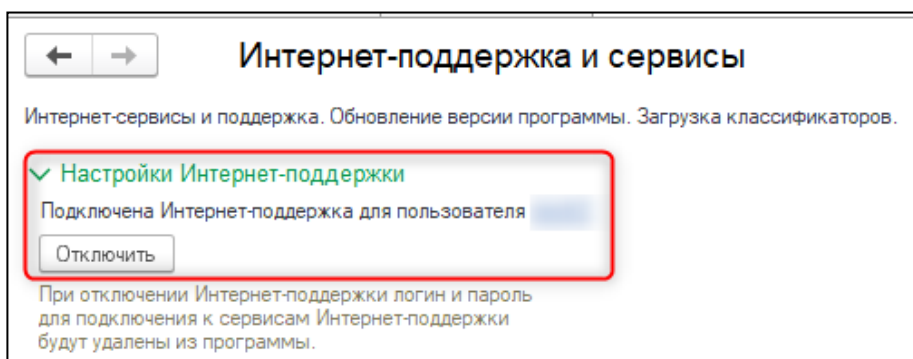 Интернет-поддержка и сервисы
Интернет-сервисы и поддержка. Обновление версии программы. Загрузка классификаторов.
Настройки Интернет-поддержки
Подключена Интернет-поддержка для пользователя
Отключить
При отключении Интернет-поддержки логин и пароль
для подключения к сервисам Интернет-поддержки
будут удалены из программы.